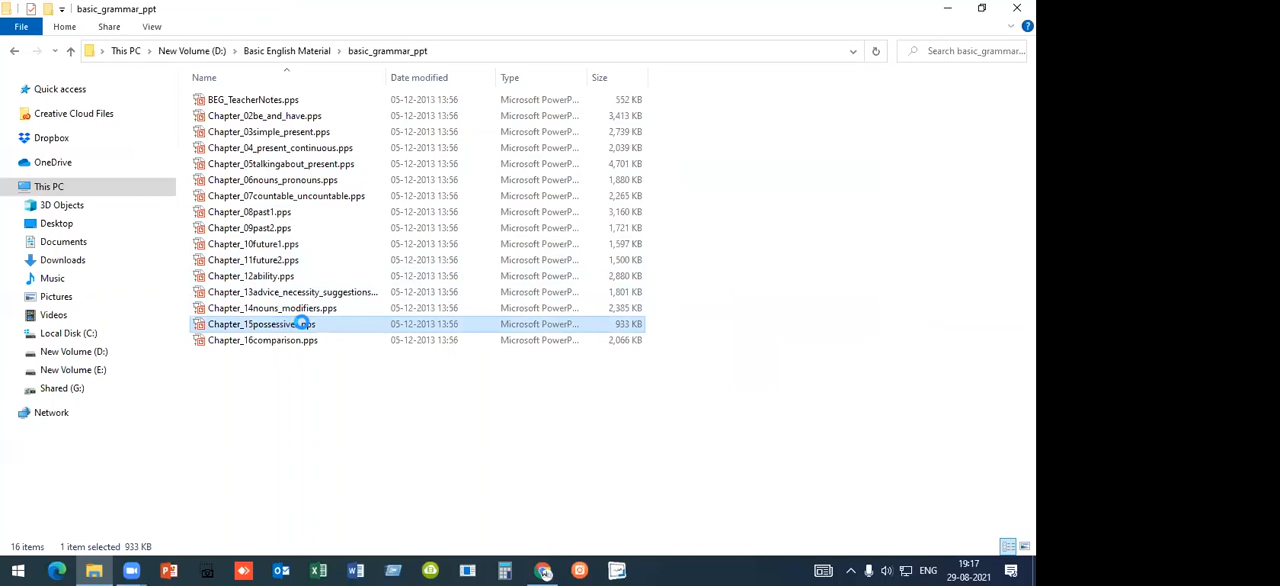 basic_grammar_ppt
File Home Share View
This PC New Volume (D:) Basic English Material basic_grammar_ppt Search basic_grammar...
Name Date modified Type Size
Quick access
Creative Cloud Files
Dropbox
OneDrive
This PC
3D Objects
Desktop
Documents
Downloads
Music
Pictures
Videos
Local Disk (C:)
New Volume (D:)
New Volume (E:)
Shared (G:)
Network
BEG_TeacherNotes.pps 05-12-2013 13:56 Microsoft PowerP... 552 KB
Chapter_02be_and_have.pps 05-12-2013 13:56 Microsoft PowerP... 3,413 KB
Chapter_03simple_present.pps 05-12-2013 13:56 Microsoft PowerP... 2,739 KB
Chapter_04_present_continuous.pps 05-12-2013 13:56 Microsoft PowerP... 2,039 KB
Chapter_05talkingabout_present.pps 05-12-2013 13:56 Microsoft PowerP... 4,701 KB
Chapter_06nouns_pronouns.pps 05-12-2013 13:56 Microsoft PowerP... 1,880 KB
Chapter_07countable_uncountable.pps 05-12-2013 13:56 Microsoft PowerP... 2,265 KB
Chapter_08past1.pps 05-12-2013 13:56 Microsoft PowerP... 3,160 KB
Chapter_09past2.pps 05-12-2013 13:56 Microsoft PowerP... 1,721 KB
Chapter_10future1.pps 05-12-2013 13:56 Microsoft PowerP... 1,597 KB
Chapter_11future2.pps 05-12-2013 13:56 Microsoft PowerP... 1,500 KB
Chapter_12ability.pps 05-12-2013 13:56 Microsoft PowerP... 2,880 KB
Chapter_13advice_necessity_suggestions... 05-12-2013 13:56 Microsoft PowerP... 1,801 KB
Chapter_14nouns_modifiers.pps 05-12-2013 13:56 Microsoft PowerP... 2,385 KB
Chapter_15possessives.pps 05-12-2013 13:56 Microsoft PowerP... 933 KB
Chapter_16comparison.pps 05-12-2013 13:56 Microsoft PowerP... 2,066 KB
16 items 1 item selected 933 KB
ENG
19:17
29-08-2021